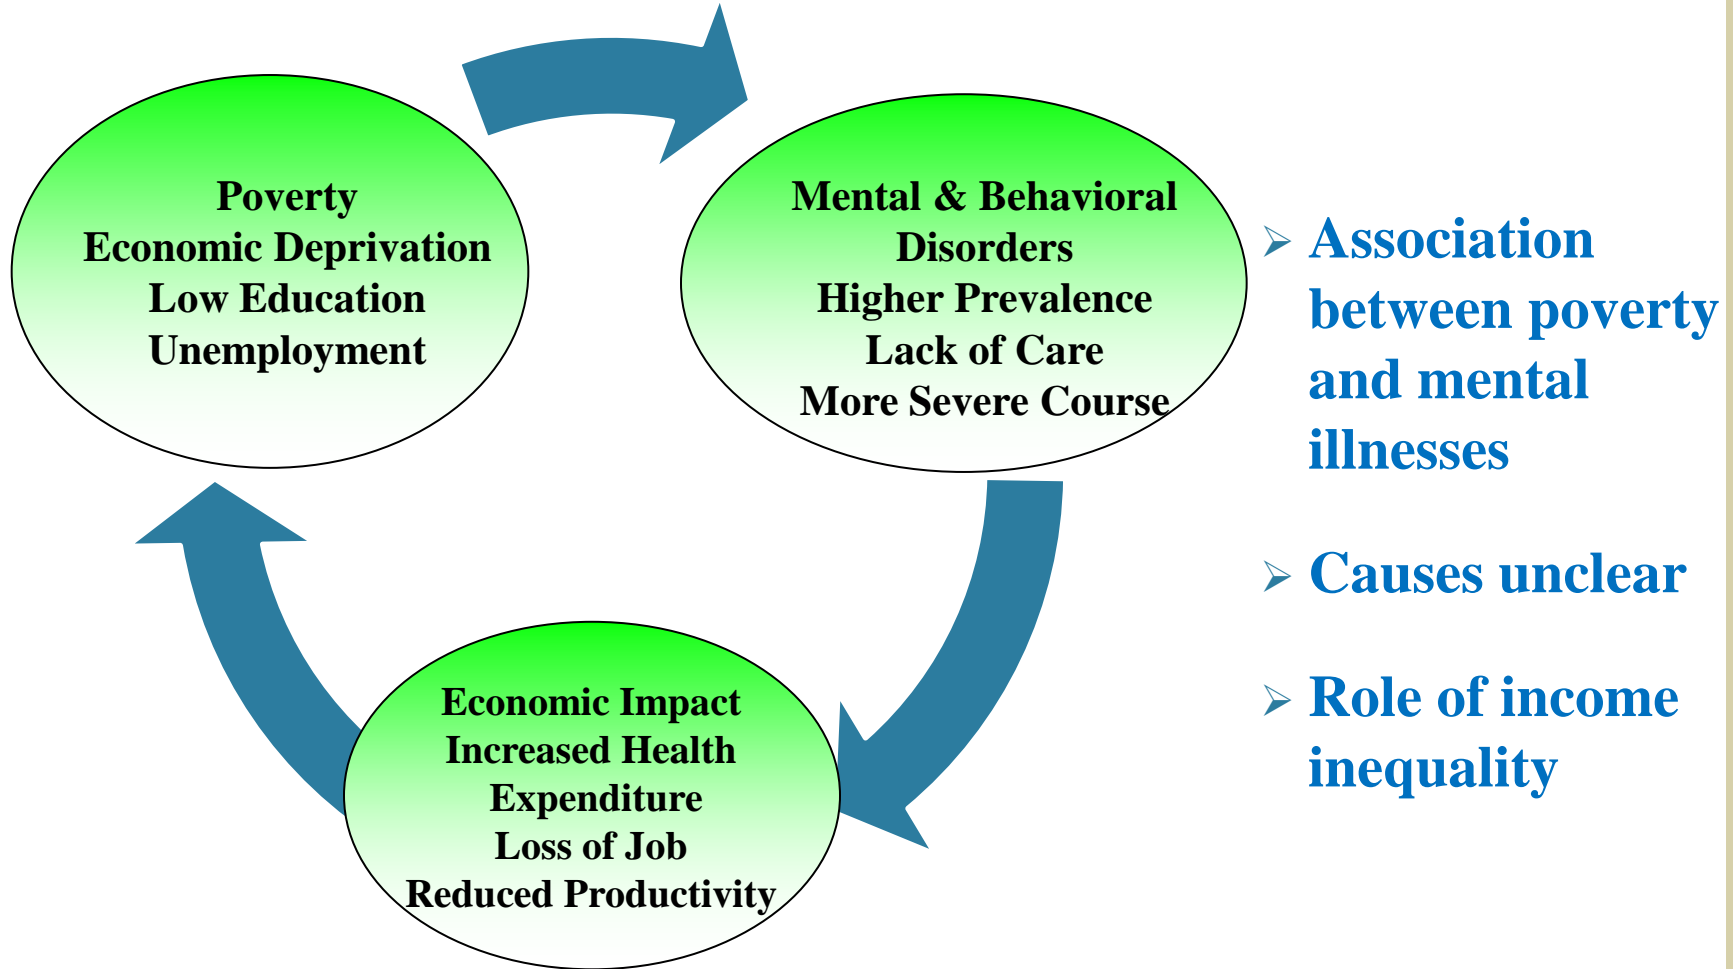 Poverty
Economic Deprivation
Low Education
Unemployment
Mental & Behavioral
Disorders
Higher Prevalence
Lack of Care
More Severe Course
Economic Impact
Increased Health
Expenditure
Loss of Job
Reduced Productivity
➢ Association
between poverty
and mental
illnesses
➢ Causes unclear
➢ Role of income
inequality